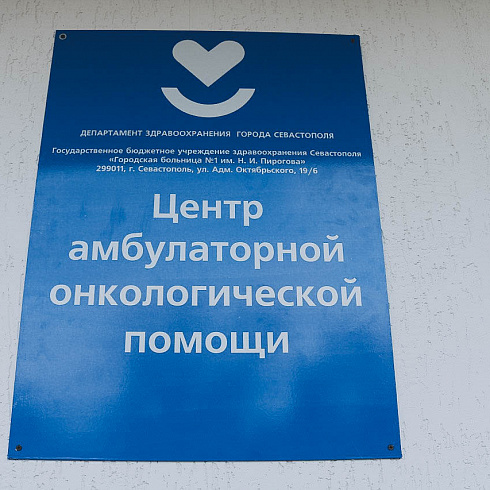 ДЕПАРТАМЕНТ ЗДРАВООХРАНЕНИЯ ГОРОДА СЕВАСТОПОЛЯ
Государственное бюджетное учреждение здравоохранения Севастополя
«Городская больница №1 им. Н. И. Пирогова»
299011, г. Севастополь, ул. Адм. Октябрьского, 19/6
Центр
амбулаторной
онкологической
помощи